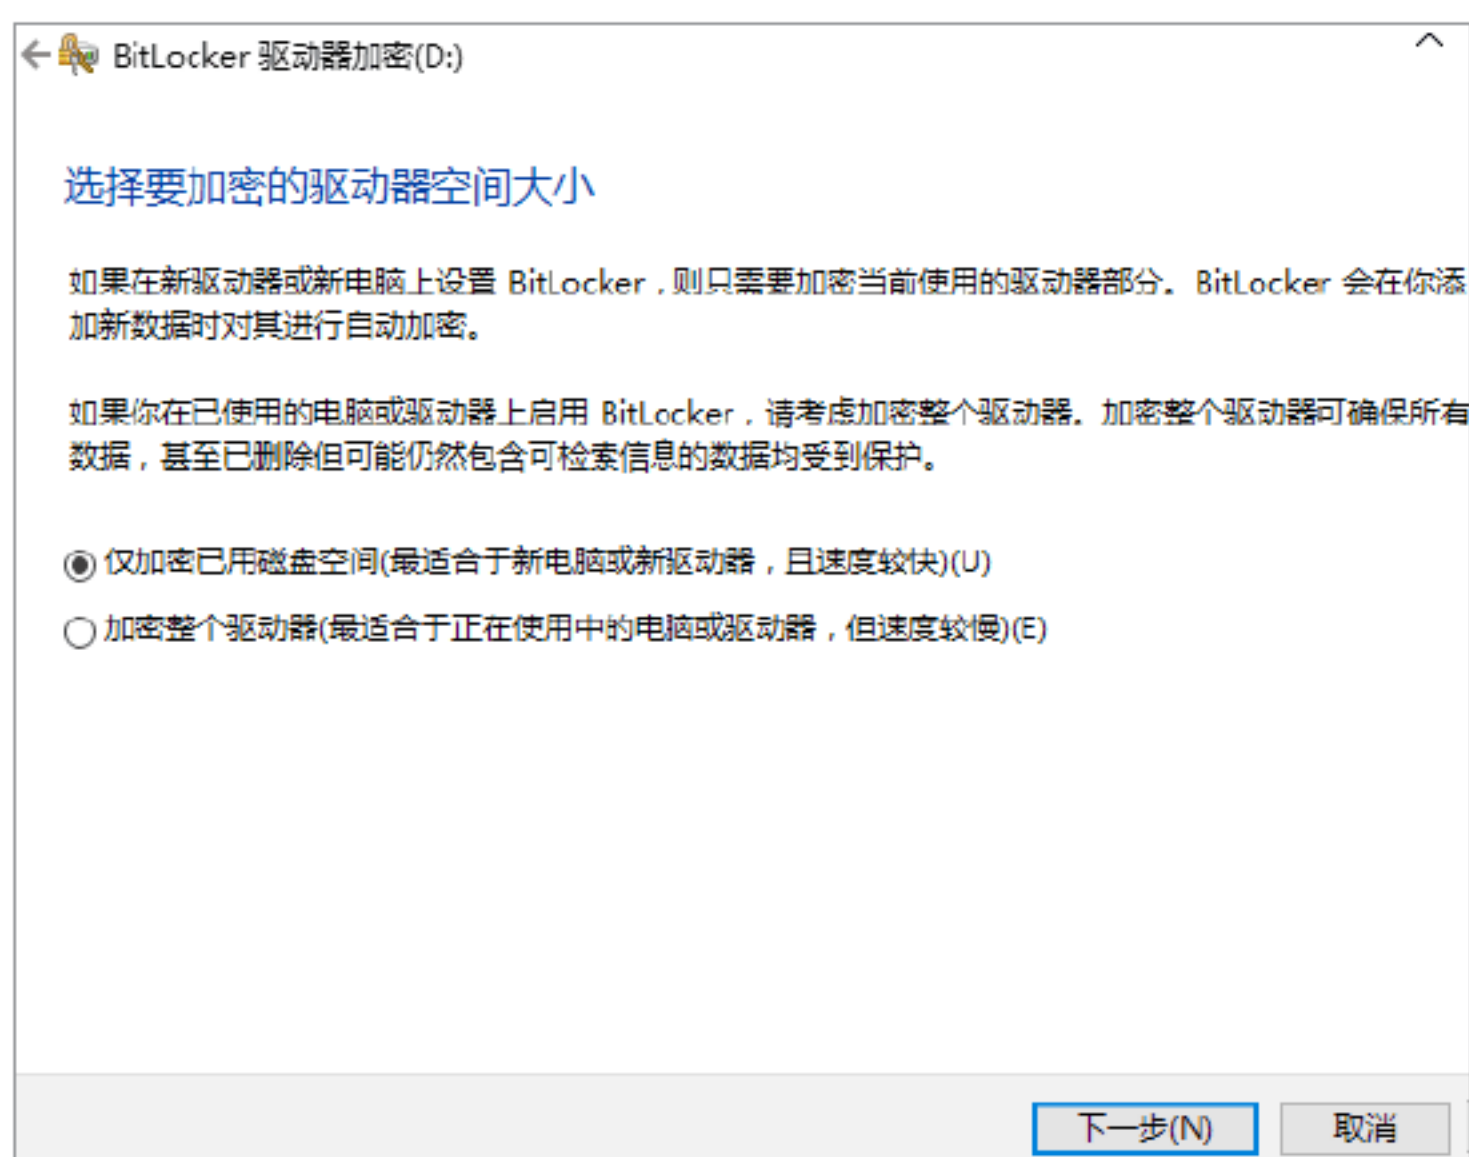 BitLocker 驱动器加密(D:)
选择要加密的驱动器空间大小
如果在新驱动器或新电脑上设置 BitLocker，则只需要加密当前使用的驱动器部分。BitLocker 会在你添
加新数据时对其进行自动加密。
如果你在已使用的电脑或驱动器上启用 BitLocker，请考虑加密整个驱动器。加密整个驱动器可确保所有
数据，甚至已删除但可能仍然包含可检索信息的数据均受到保护。
仅加密已用磁盘空间(最适合于新电脑或新驱动器，且速度较快)(U)
加密整个驱动器(最适合于正在使用中的电脑或驱动器，但速度较慢)(E)
下一步(N)
取消